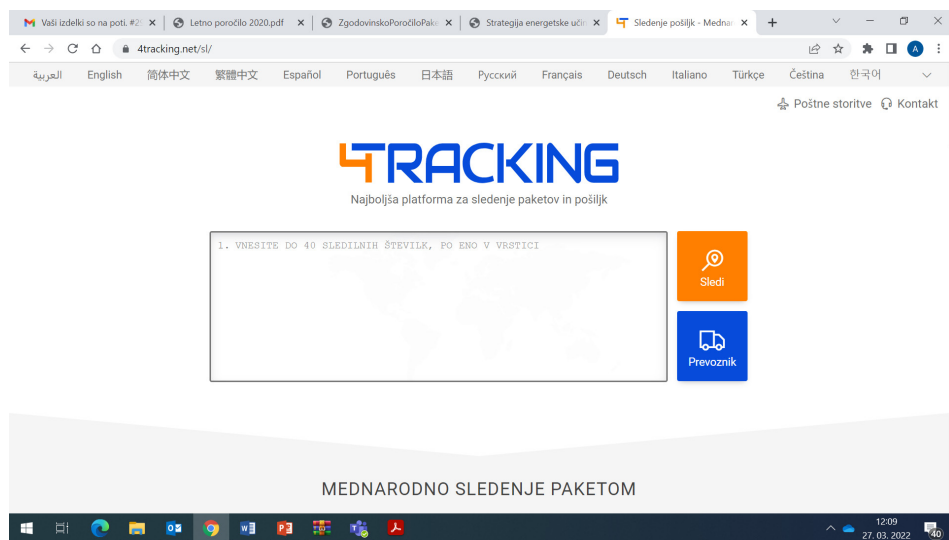 Vaši izdelki so na poti. #2
Letno poročilo 2020.pdf
ZgodovinskoPoročiloPake
Strategija energetske učin
Sledenje pošiljk - Mednar
4tracking.net/sl/
A
العربية English 简体中文 繁體中文 Español Português 日本語 Русский Français Deutsch Italiano Türkçe Čeština 한국어
Poštne storitve Kontakt
4TRACKING
Najboljša platforma za sledenje paketov in pošiljk
1. VNESITE DO 40 SLEDILNIH ŠTEVILK, PO ENO V VRSTICI
Sledi
Prevoznik
MEDNARODNO SLEDENJE PAKETOM
12:09
27. 03. 2022
40